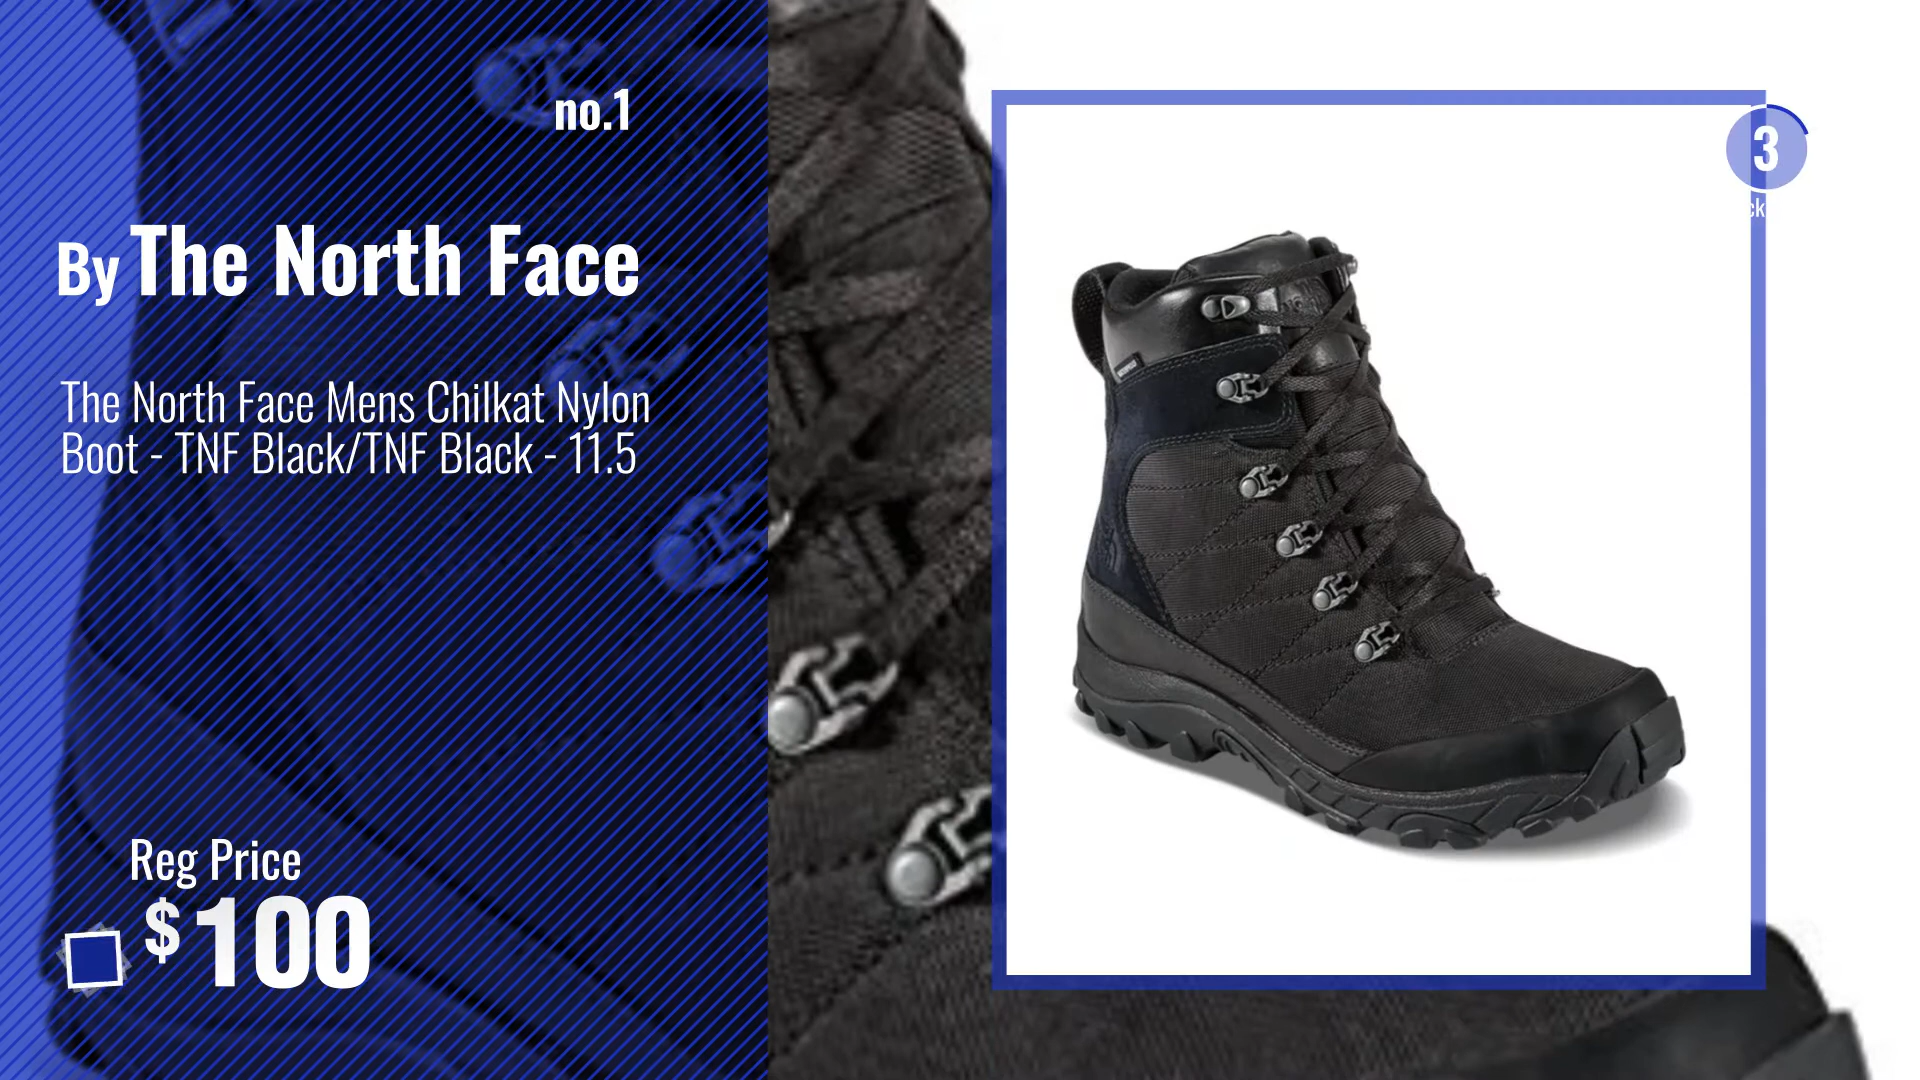 no.1
By The North Face
The North Face Mens Chilkat Nylon
Boot - TNF Black/TNF Black - 11.5
Reg Price
$100
3